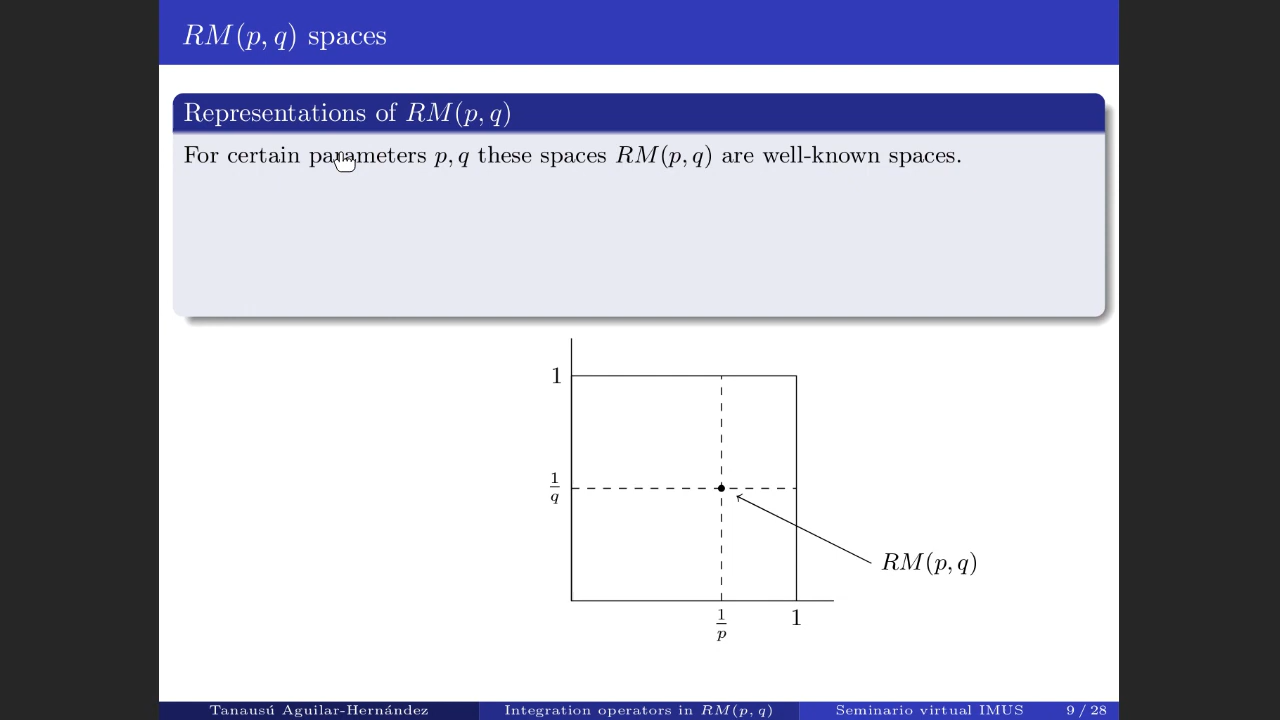 RM(p, q) spaces
Representations of RM(p, q)
For certain parameters p, q these spaces RM(p, q) are well-known spaces.
1
1/q
RM(p, q)
1/p
1
Tanausú Aguilar-Hernández
Integration operators in RM(p, q)
Seminario virtual IMUS
9 / 28